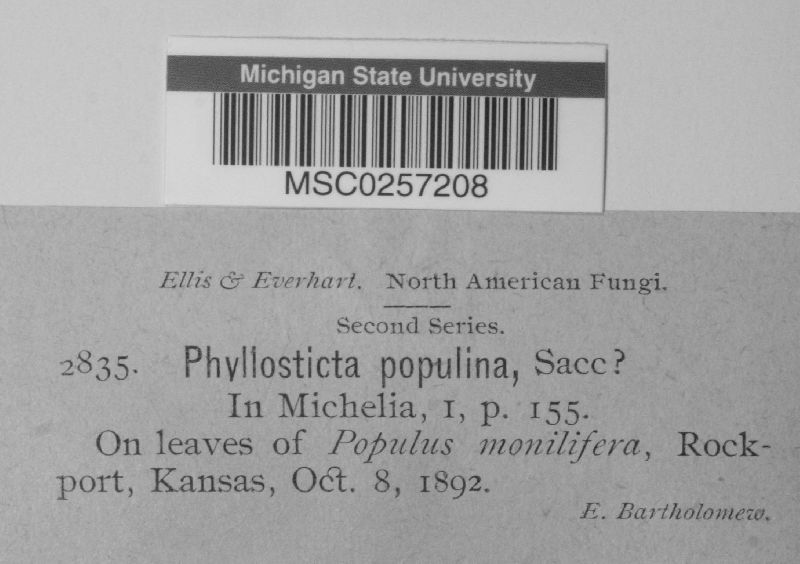 Michigan State University
MSC0257208
Ellis & Everhart. North American Fungi.
Second Series.
2835. Phyllosticta populina, Sacc?
In Michelia, 1, p. 155.
On leaves of Populus monilifera, Rock-
port, Kansas, Oct. 8, 1892.
E. Bartholomew.